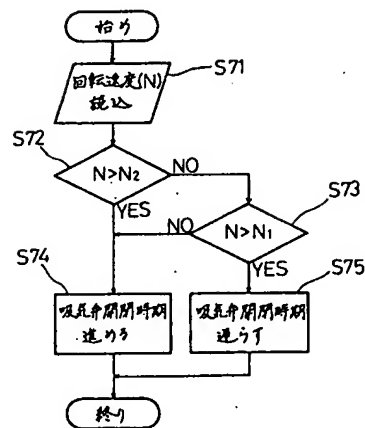 始め
S71
回転速度(N)
読込
S72
N>N2
NO
YES
S73
N>N1
NO
YES
S74
吸気弁開閉時期
進める
S75
吸気弁開閉時期
遅らす
終り